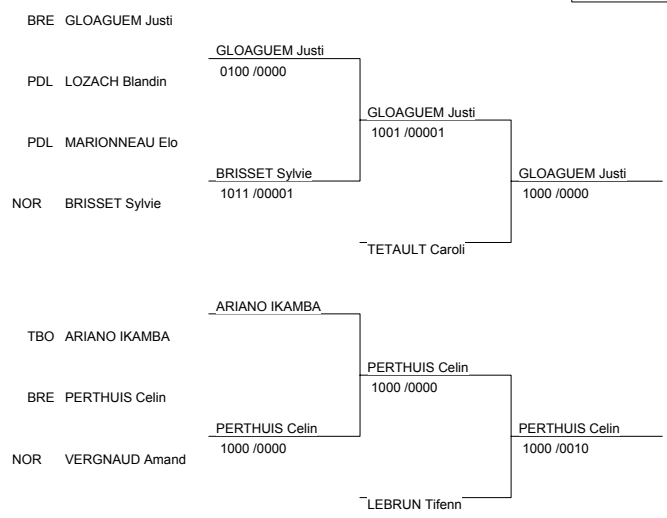 BRE GLOAGUEM Justi
GLOAGUEM Justi
0100 /0000
PDL LOZACH Blandin
GLOAGUEM Justi
1001 /00001
PDL MARIONNEAU Elo
BRISSET Sylvie
1011 /00001
GLOAGUEM Justi
1000 /0000
NOR BRISSET Sylvie
TETAULT Caroli
ARIANO IKAMBA
TBO ARIANO IKAMBA
PERTHUIS Celin
1000 /0000
BRE PERTHUIS Celin
PERTHUIS Celin
1000 /0000
PERTHUIS Celin
1000 /0010
NOR VERGNAUD Amand
LEBRUN Tifenn